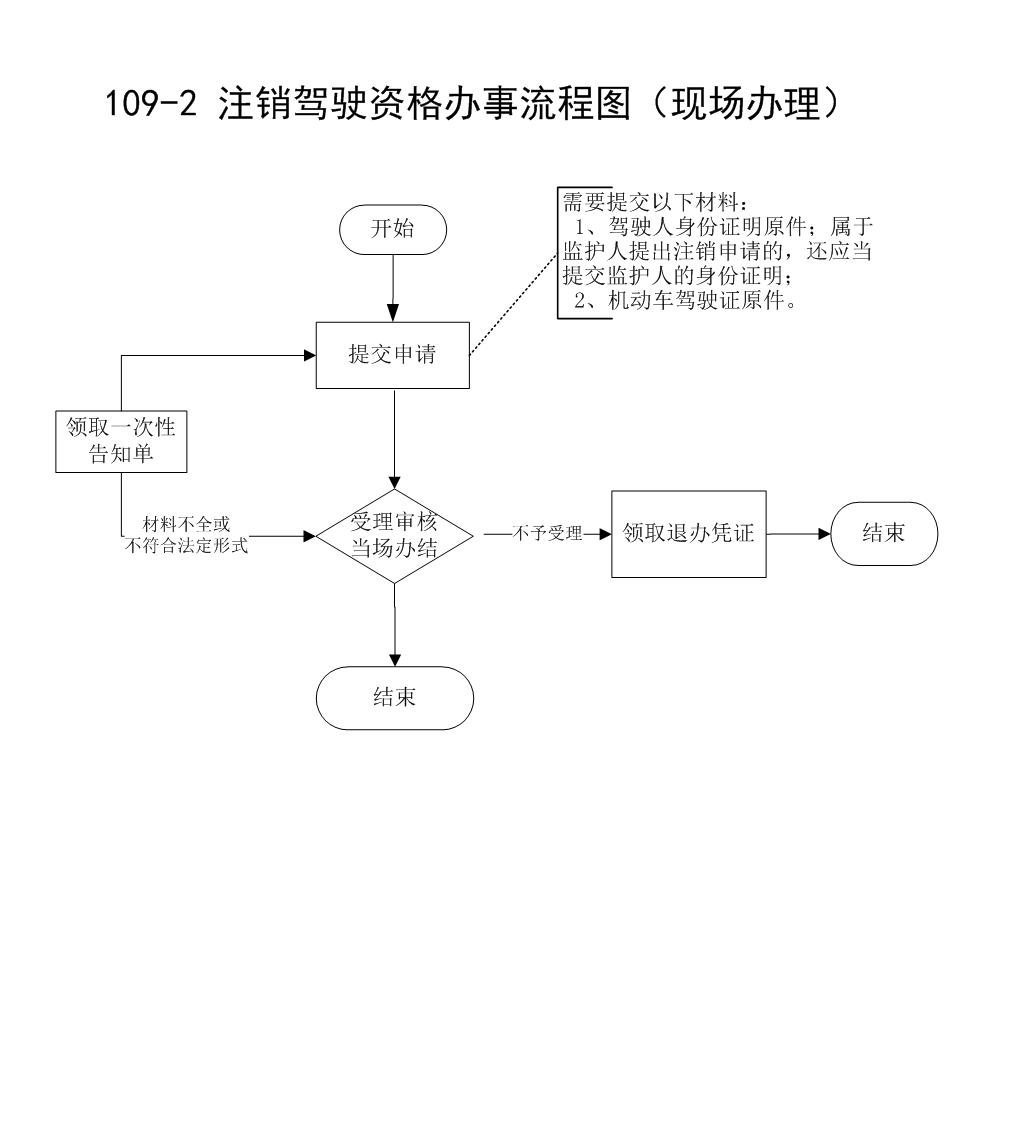 109-2 注销驾驶资格办事流程图（现场办理）
需要提交以下材料：
1、驾驶人身份证明原件；属于
监护人提出注销申请的，还应当
提交监护人的身份证明；
2、机动车驾驶证原件。
开始
提交申请
领取一次性
告知单
材料不全或
不符合法定形式
受理审核
当场办结
不予受理
领取退办凭证
结束
结束